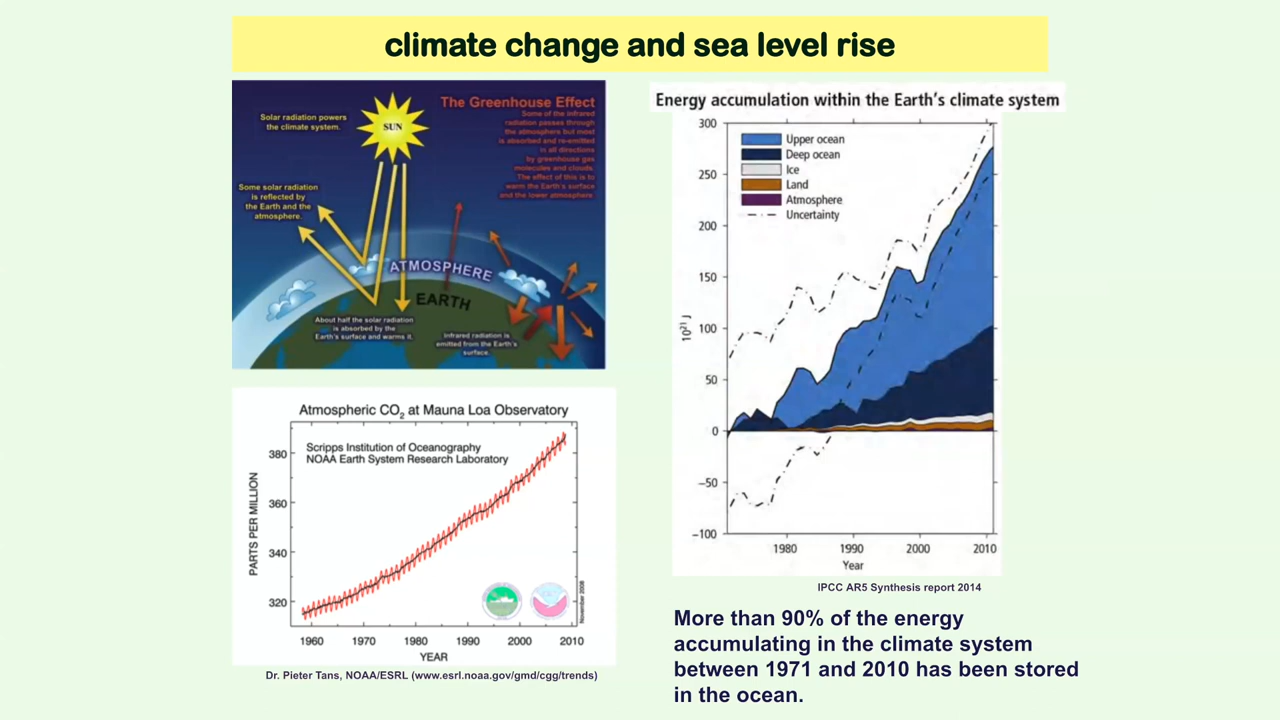 climate change and sea level rise
Solar radiation powers
the climate system.
SUN
The Greenhouse Effect
Some of the infrared
radiation passes through
the atmosphere but most
is absorbed and re-emitted
in all directions
by greenhouse gas
molecules and clouds.
The effect of this is to
warm the Earth's surface
and the lower atmosphere.
Some solar radiation
is reflected by
the Earth and the
atmosphere.
ATMOSPHERE
EARTH
About half the solar radiation
is absorbed by the
Earth's surface and warms it.
Infrared radiation is
emitted from the Earth's
surface.
Atmospheric CO₂ at Mauna Loa Observatory
Scripps Institution of Oceanography
NOAA Earth System Research Laboratory
PARTS PER MILLION
380
360
340
320
1960 1970 1980 1990 2000 2010
YEAR
November 2008
Dr. Pieter Tans, NOAA/ESRL (www.esrl.noaa.gov/gmd/cgg/trends)
Energy accumulation within the Earth's climate system
300
250
200
150
100
50
0
−50
−100
10²¹ J
Upper ocean
Deep ocean
Ice
Land
Atmosphere
Uncertainty
1980 1990 2000 2010
Year
IPCC AR5 Synthesis report 2014
More than 90% of the energy
accumulating in the climate system
between 1971 and 2010 has been stored
in the ocean.